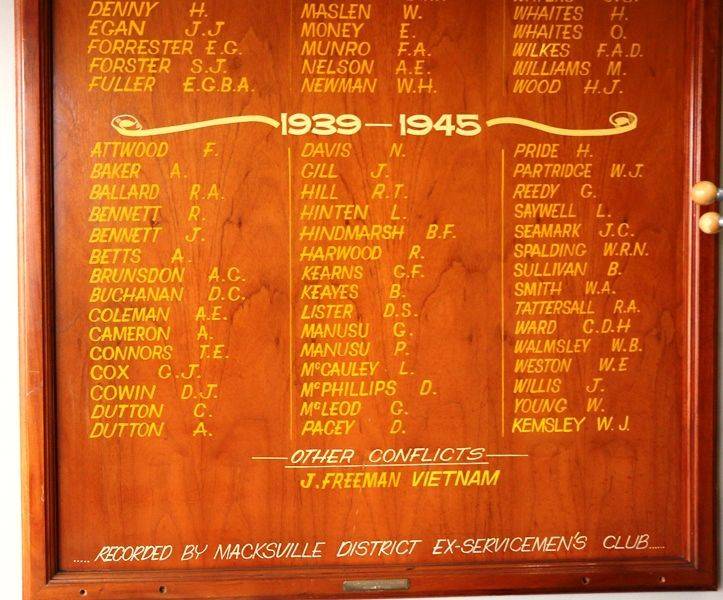 DENNY H.
EGAN J.J
FORRESTER E.G.
FORSTER S.J.
FULLER E.G.B.A.
MASLEN W.
MONEY E.
MUNRO F.A.
NELSON A.E.
NEWMAN W.H.
WHAITES H.
WHAITES O.
WILKES F.A.D.
WILLIAMS M.
WOOD H.J.
1939 — 1945
ATTWOOD F.
BAKER A.
BALLARD R.A.
BENNETT R.
BENNETT J.
BETTS A.
BRUNSDON A.C.
BUCHANAN D.C.
COLEMAN A.E.
CAMERON A.
CONNORS T.E.
COX G.J.
COWIN D.J.
DUTTON C.
DUTTON A.
DAVIS N.
GILL J.
HILL R.T.
HINTEN L.
HINDMARSH B.F.
HARWOOD R.
KEARNS G.F.
KEAYES B.
LISTER D.S.
MANUSU G.
MANUSU P.
McCAULEY L.
McPHILLIPS D.
McLEOD G.
PACEY D.
PRIDE H.
PARTRIDGE W.J.
REEDY G.
SAYWELL L.
SEAMARK J.C.
SPALDING W.R.N.
SULLIVAN B.
SMITH W.A.
TATTERSALL R.A.
WARD C.D.H
WALMSLEY W.B.
WESTON W.E
WILLIS J.
YOUNG W.
KEMSLEY W.J.
OTHER CONFLICTS
J. FREEMAN VIETNAM
..... RECORDED BY MACKSVILLE DISTRICT EX-SERVICEMEN'S CLUB .....